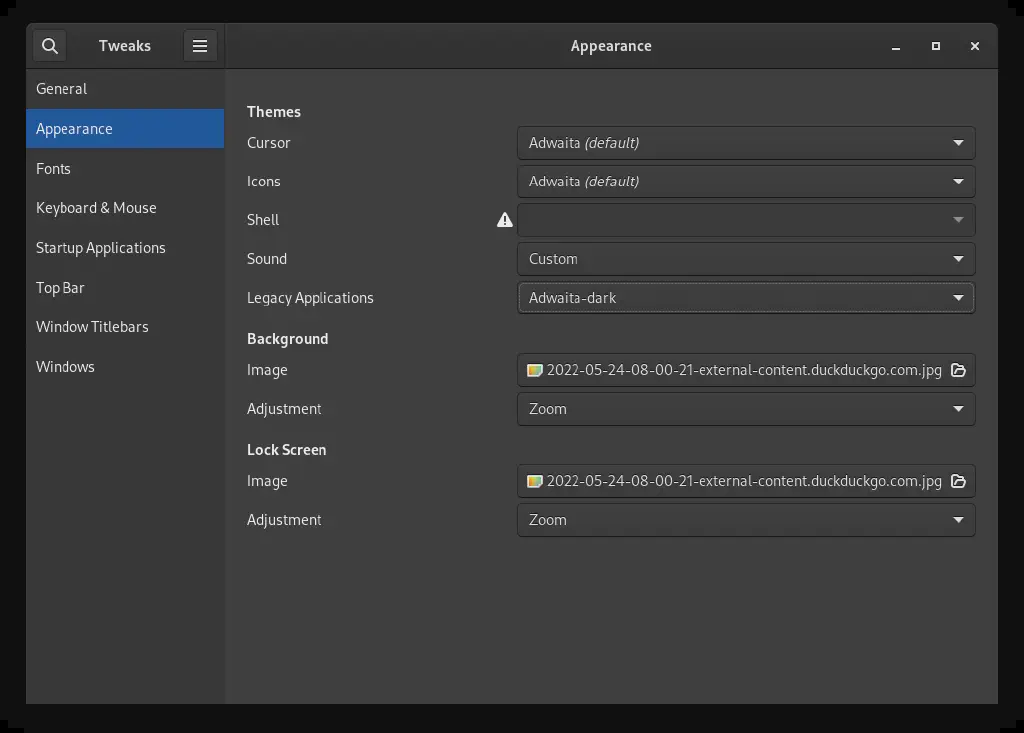 Tweaks
Appearance
General
Appearance
Fonts
Keyboard & Mouse
Startup Applications
Top Bar
Window Titlebars
Windows
Themes
Cursor Adwaita (default)
Icons Adwaita (default)
Shell
Sound Custom
Legacy Applications Adwaita-dark
Background
Image 2022-05-24-08-00-21-external-content.duckduckgo.com.jpg
Adjustment Zoom
Lock Screen
Image 2022-05-24-08-00-21-external-content.duckduckgo.com.jpg
Adjustment Zoom